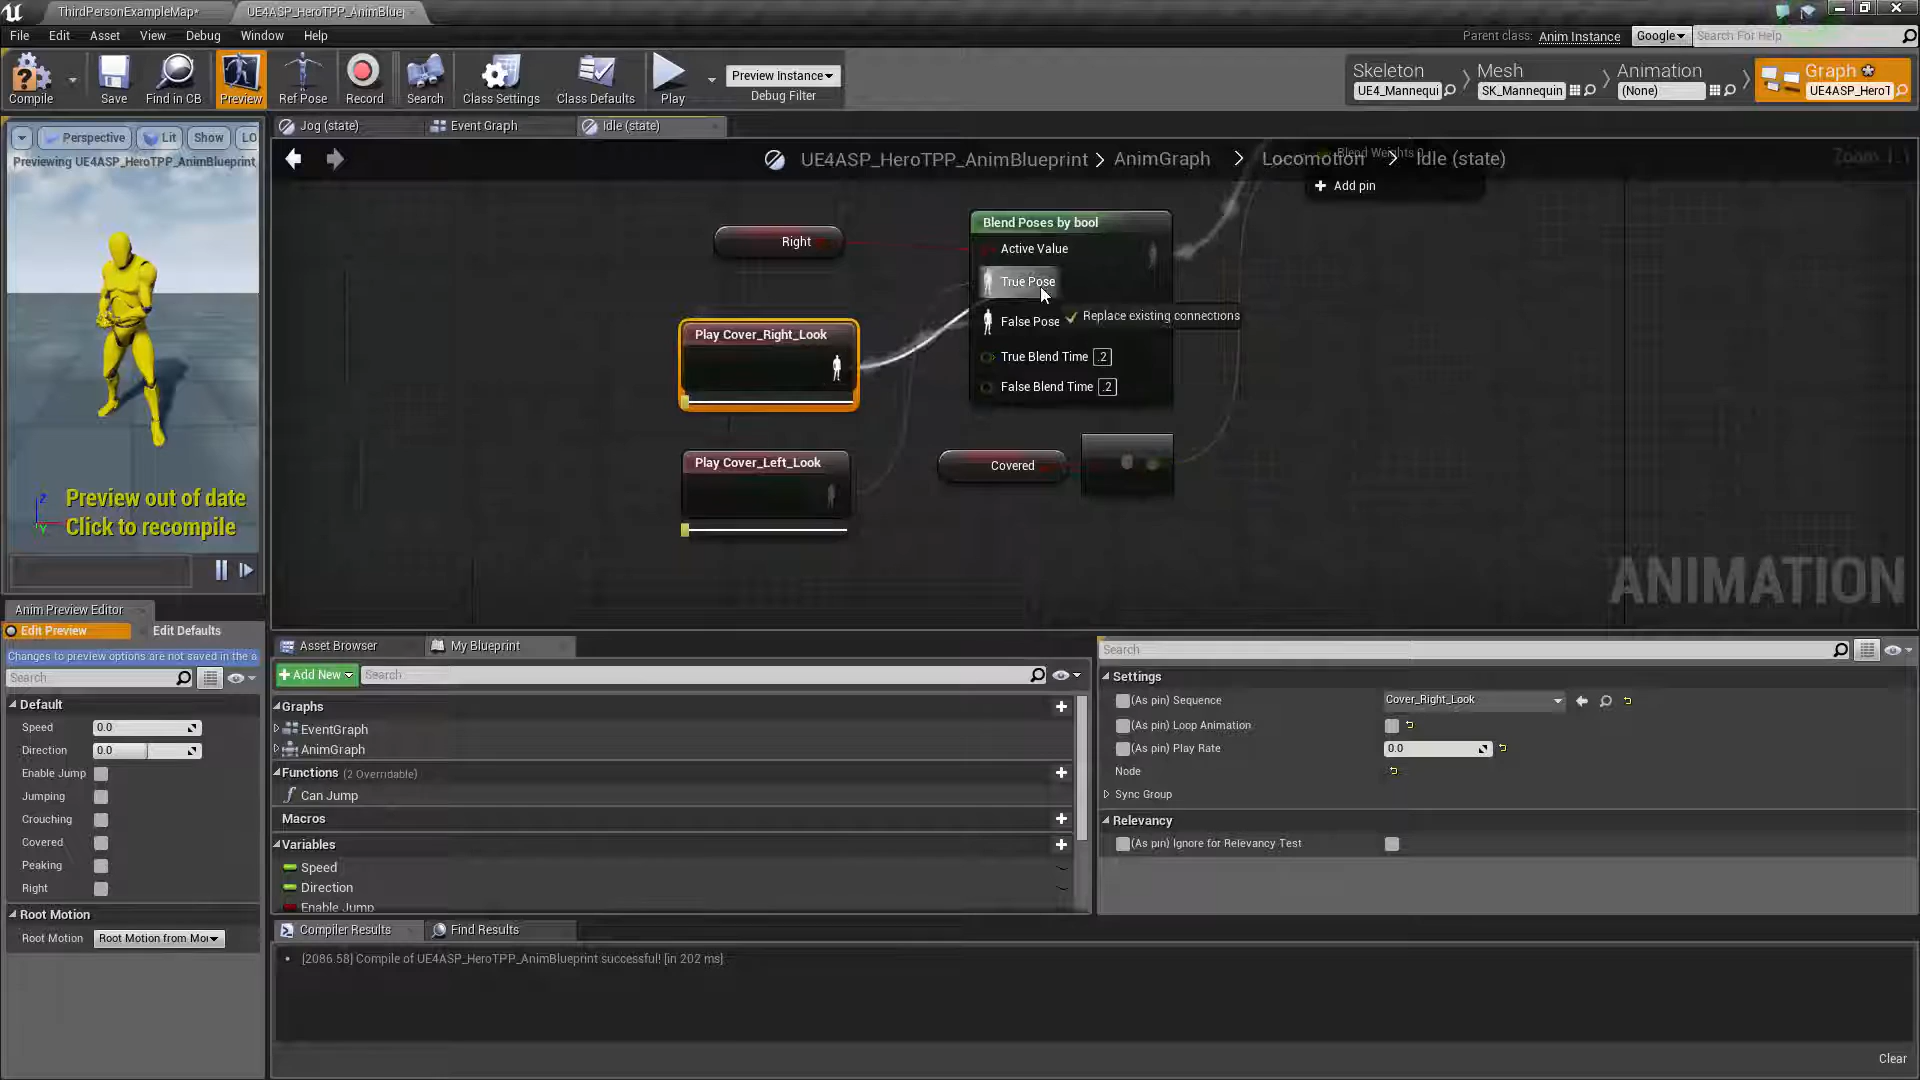 ThirdPersonExampleMap*
UE4ASP_HeroTPP_AnimBluep
File Edit Asset View Debug Window Help
Parent class: Anim Instance Google Search For Help
Compile Save Find in CB Preview Ref Pose Record Search Class Settings Class Defaults Play
Preview Instance
Debug Filter
Skeleton Mesh Animation Graph
UE4_Mannequi SK_Mannequin (None) UE4ASP_HeroT
Jog (state) Event Graph Idle (state)
Perspective Lit Show LO
Previewing UE4ASP_HeroTPP_AnimBlueprint
UE4ASP_HeroTPP_AnimBlueprint > AnimGraph > Locomotion > Idle (state)
Blend Weights 0
Add pin
Right
Blend Poses by bool
Active Value
True Pose
False Pose
True Blend Time .2
False Blend Time .2
Replace existing connections
Play Cover_Right_Look
Play Cover_Left_Look
Covered
Preview out of date
Click to recompile
ANIMATION
Anim Preview Editor
Edit Preview Edit Defaults
Changes to preview options are not saved in the a
Search
Default
Speed 0.0
Direction 0.0
Enable Jump
Jumping
Crouching
Covered
Peaking
Right
Root Motion
Root Motion Root Motion from Mo
Asset Browser My Blueprint
+ Add New Search
Graphs
EventGraph
AnimGraph
Functions (2 Overridable)
Can Jump
Macros
Variables
Speed
Direction
Enable Jump
Search
Settings
(As pin) Sequence Cover_Right_Look
(As pin) Loop Animation
(As pin) Play Rate 0.0
Node
Sync Group
Relevancy
(As pin) Ignore for Relevancy Test
Compiler Results Find Results
[2086.58] Compile of UE4ASP_HeroTPP_AnimBlueprint successful! [in 202 ms]
Clear